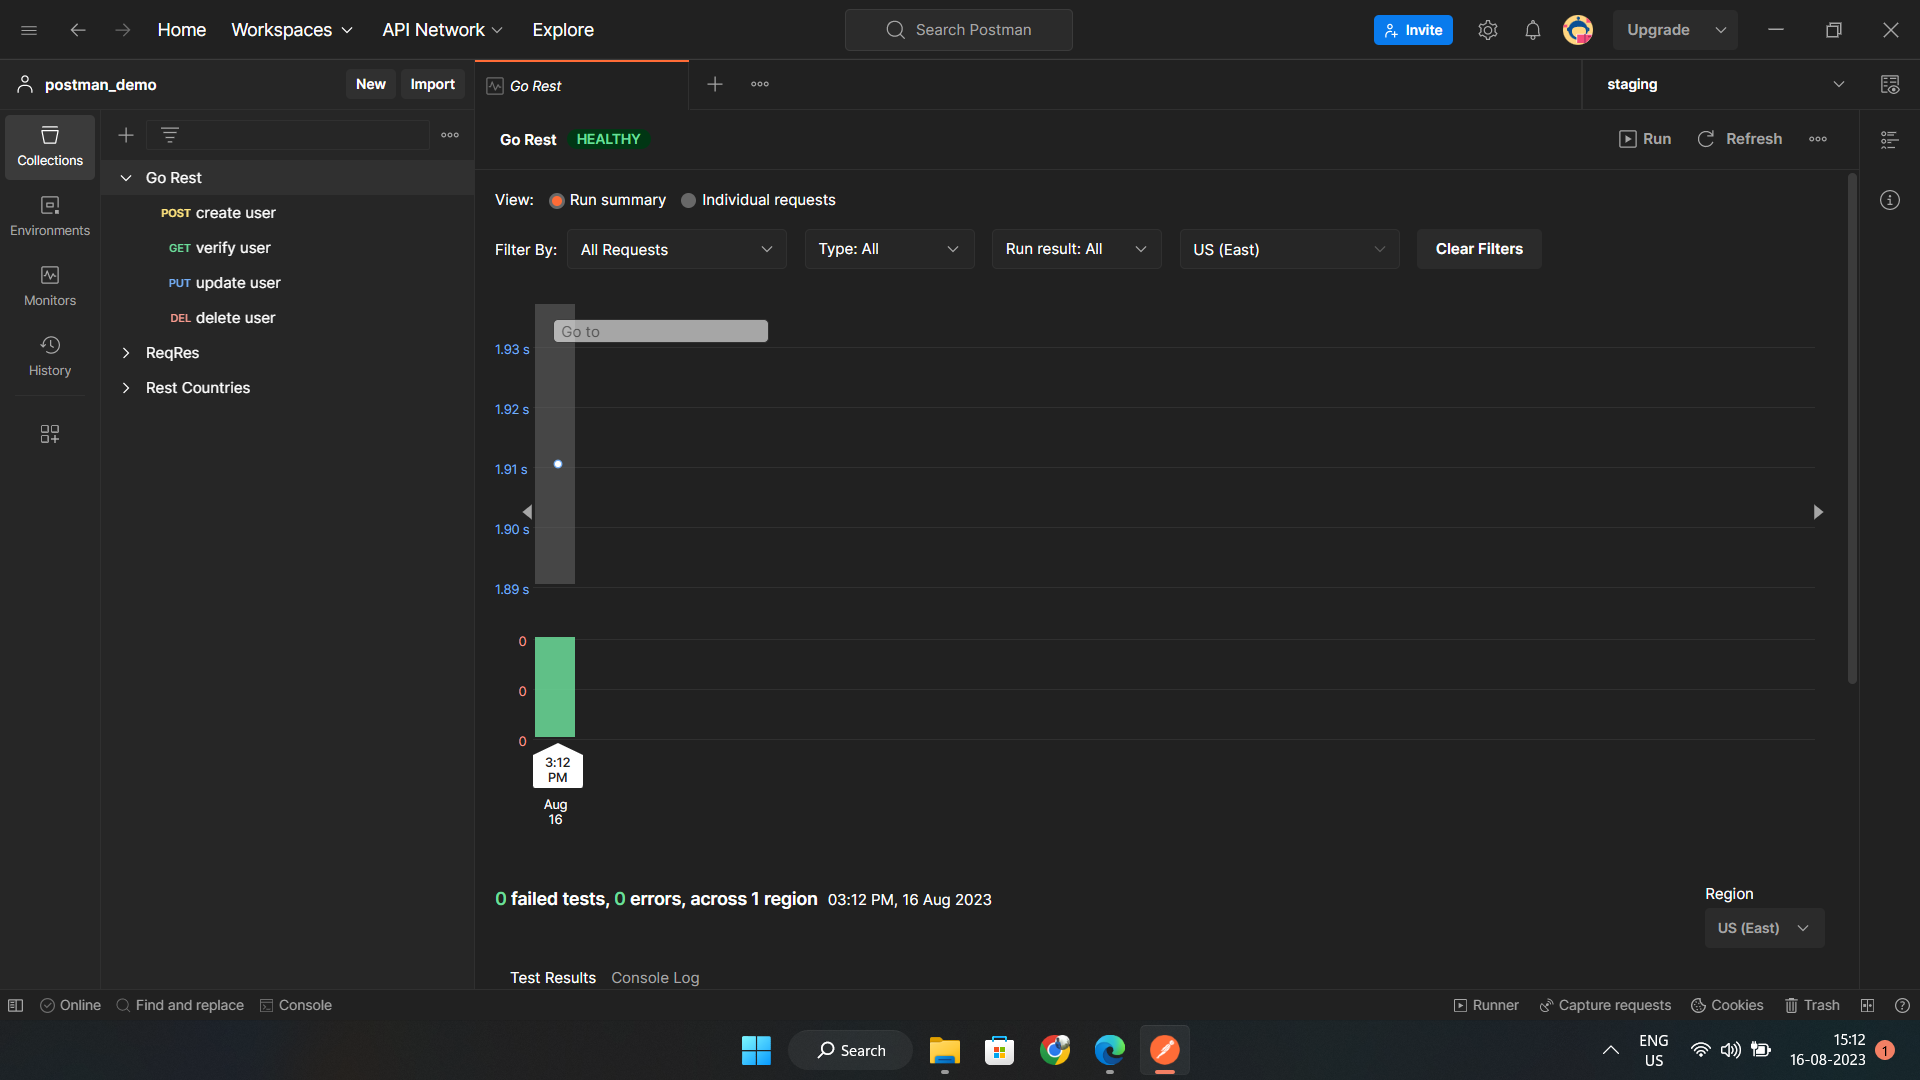 Home Workspaces API Network Explore Search Postman Invite Upgrade
postman_demo New Import Go Rest staging
Collections
Environments
Monitors
History
Go Rest
POST create user
GET verify user
PUT update user
DEL delete user
ReqRes
Rest Countries
Go Rest HEALTHY Run Refresh
View: Run summary Individual requests
Filter By: All Requests Type: All Run result: All US (East) Clear Filters
Go to
1.93 s
1.92 s
1.91 s
1.90 s
1.89 s
0
0
0
3:12
PM
Aug
16
0 failed tests, 0 errors, across 1 region 03:12 PM, 16 Aug 2023
Region
US (East)
Test Results Console Log
Online Find and replace Console Runner Capture requests Cookies Trash
Search
ENG
US
15:12
16-08-2023
1